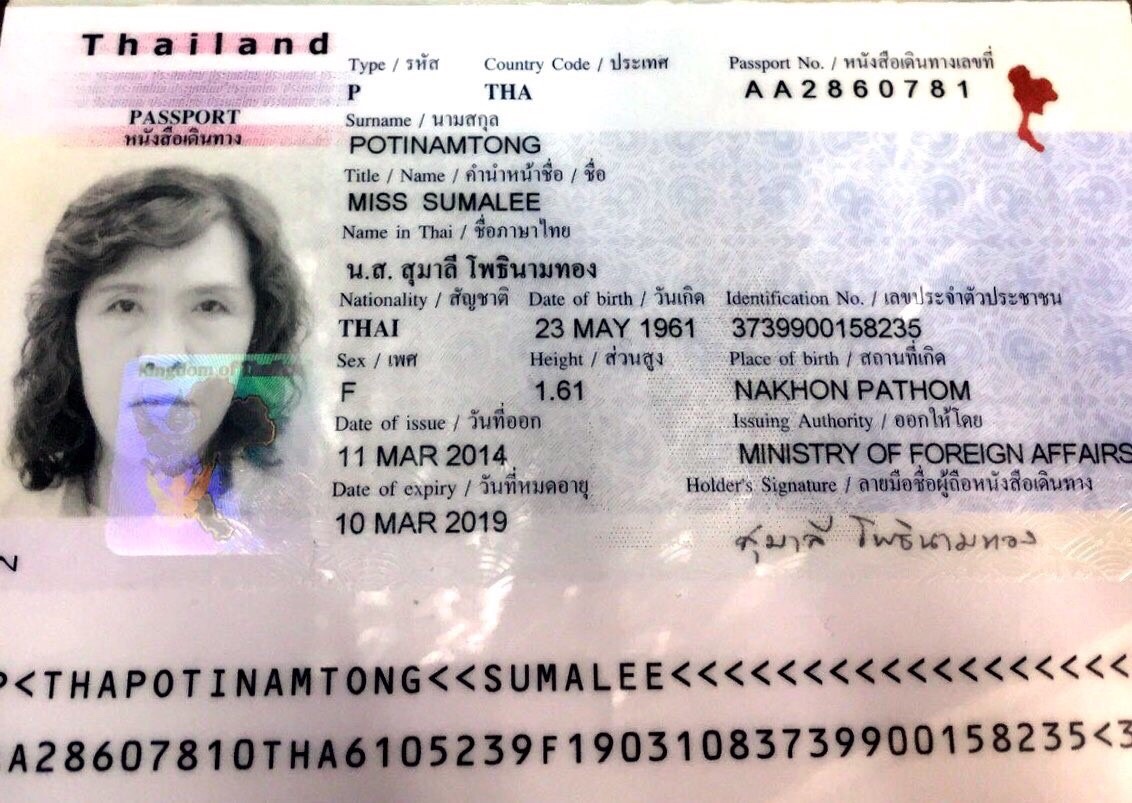 Thailand
Type / รหัส Country Code / ประเทศ Passport No. / หนังสือเดินทางเลขที่
P THA AA2860781
PASSPORT
หนังสือเดินทาง
Surname / นามสกุล
POTINAMTONG
Title / Name / คำนำหน้าชื่อ / ชื่อ
MISS SUMALEE
Name in Thai / ชื่อภาษาไทย
น.ส. สุมาลี โพธินามทอง
Nationality / สัญชาติ Date of birth / วันเกิด Identification No. / เลขประจำตัวประชาชน
THAI 23 MAY 1961 3739900158235
Sex / เพศ Height / ส่วนสูง Place of birth / สถานที่เกิด
F 1.61 NAKHON PATHOM
Date of issue / วันที่ออก Issuing Authority / ออกให้โดย
11 MAR 2014 MINISTRY OF FOREIGN AFFAIRS
Date of expiry / วันที่หมดอายุ Holder's Signature / ลายมือชื่อผู้ถือหนังสือเดินทาง
10 MAR 2019 สุมาลี โพธินามทอง
Kingdom of
P<THAPOTINAMTONG<<SUMALEE<<<<<<<<<<<<<<<<<<<
A28607810THA6105239F19031083739900158235<3